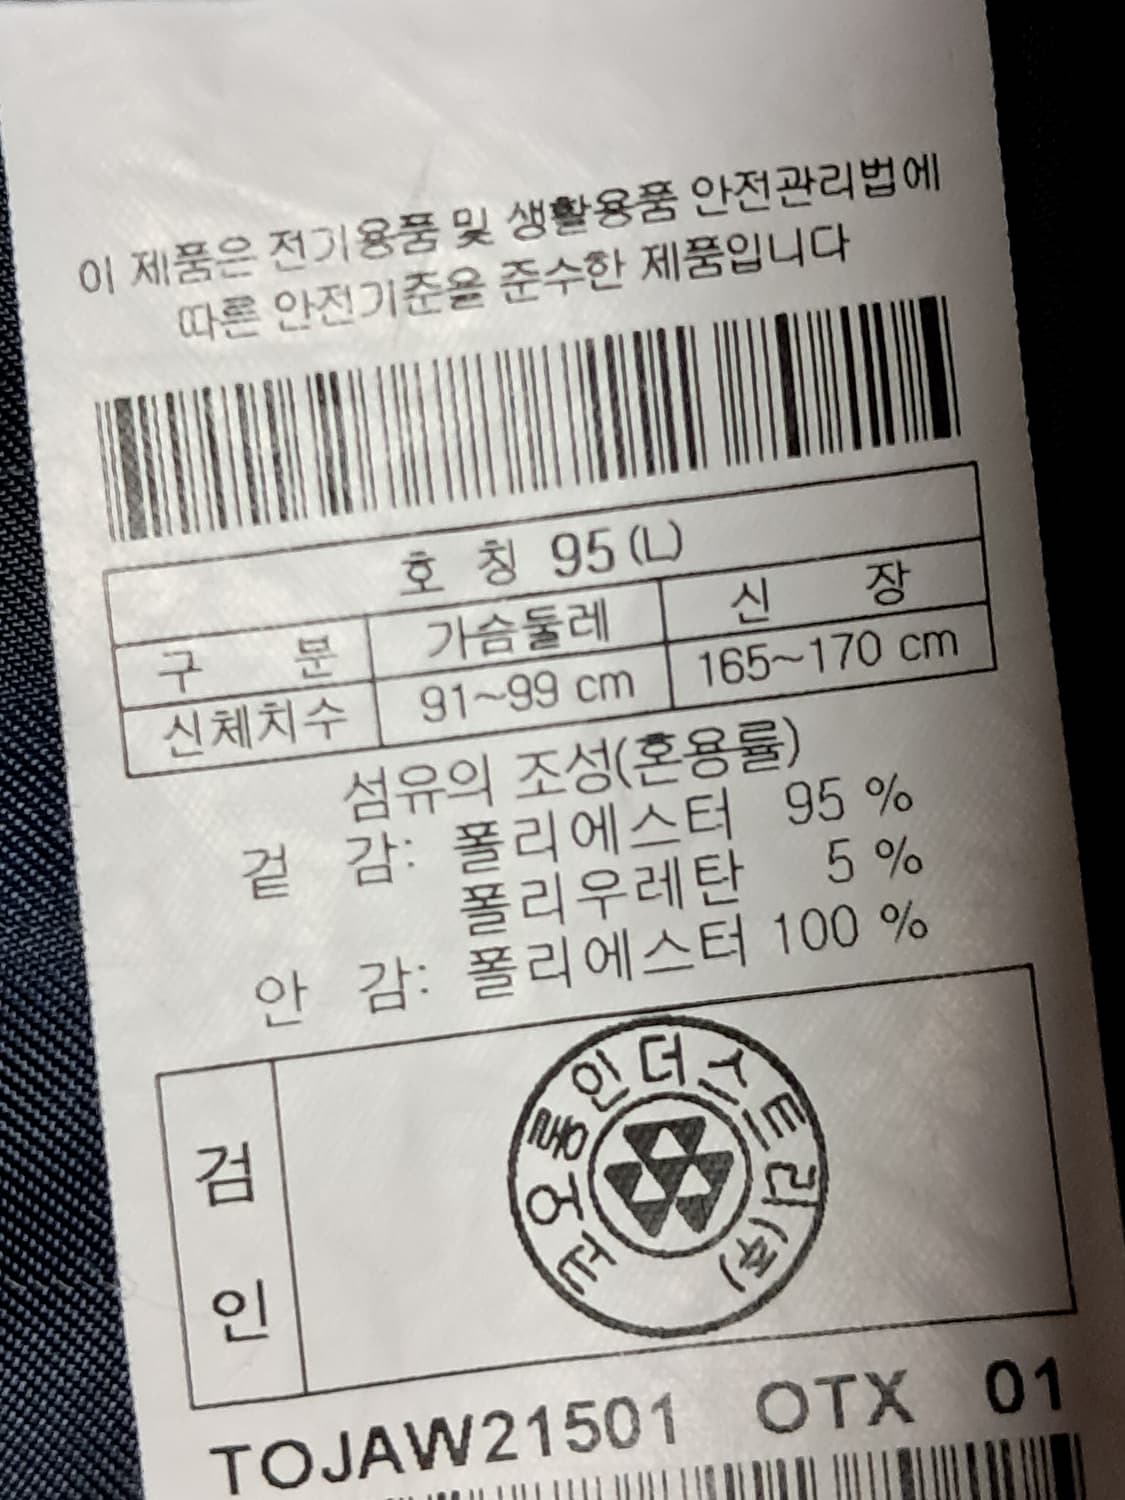 이 제품은 전기용품 및 생활용품 안전관리법에
따른 안전기준을 준수한 제품입니다
호 칭 95(L)
구 분 가슴둘레 신 장
신체치수 91~99 cm 165~170 cm
섬유의 조성(혼용률)
겉 감: 폴리에스터 95 %
폴리우레탄 5 %
안 감: 폴리에스터 100 %
검인
코오롱인더스트리(주)
TOJAW21501 OTX 01